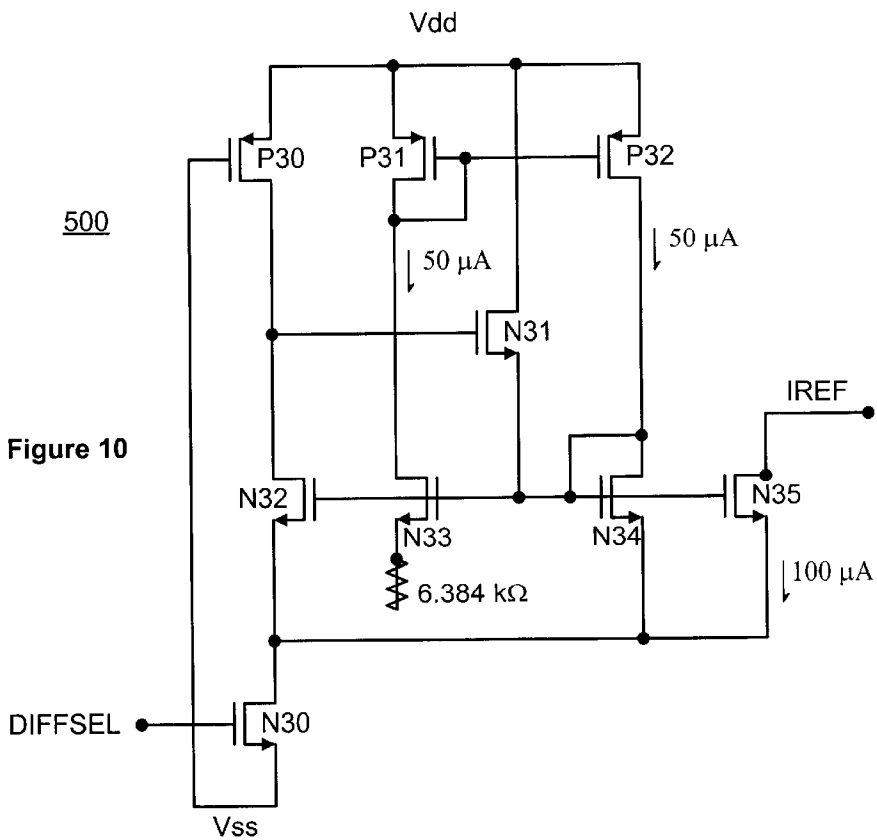 Vdd
P30
P31
P32
500
50 μA
50 μA
N31
IREF
Figure 10
N32
N33
N34
N35
6.384 kΩ
100 μA
DIFFSEL
N30
Vss